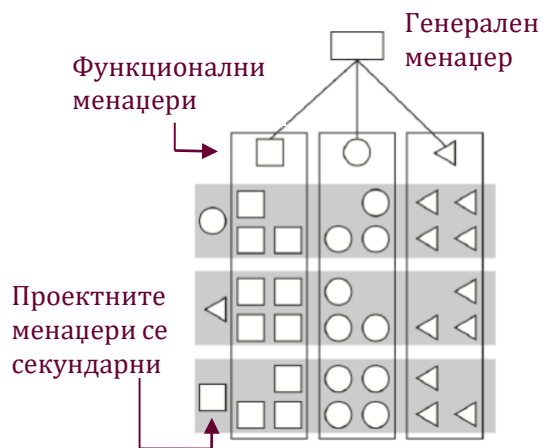 Генерален
менаџер
Функционални
менаџери
Проектните
менаџери се
секундарни